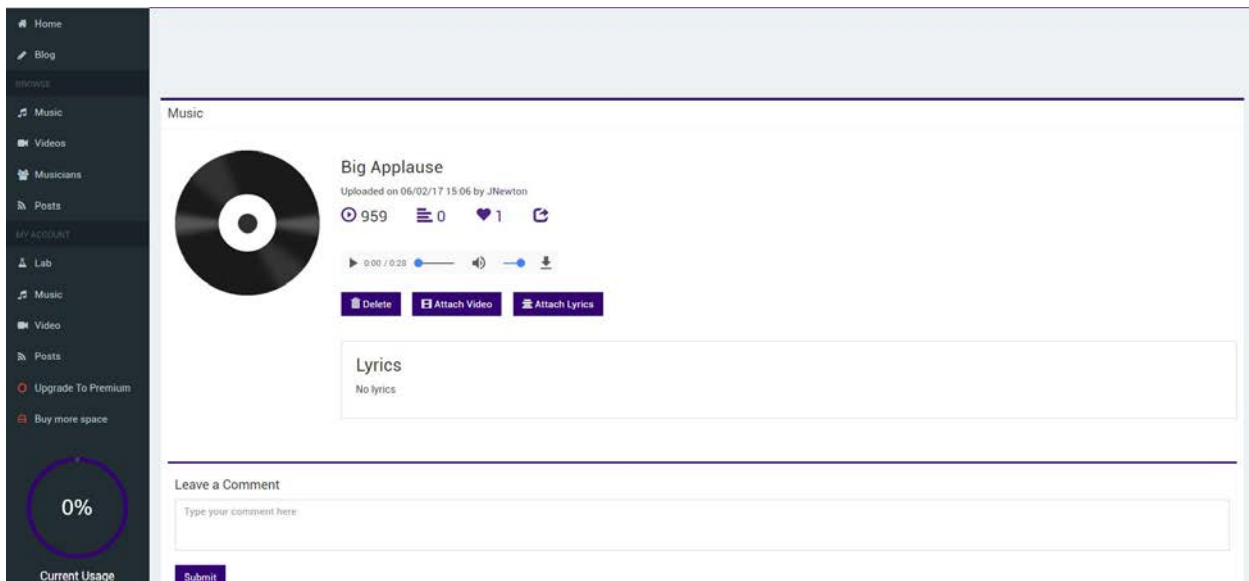 Home
Blog
BROWSE
Music
Videos
Musicians
Posts
MY ACCOUNT
Lab
Music
Video
Posts
Upgrade To Premium
Buy more space
0%
Current Usage
Music
Big Applause
Uploaded on 06/02/17 15:06 by JNewton
959 0 1
0:00 / 0:28
Delete Attach Video Attach Lyrics
Lyrics
No lyrics
Leave a Comment
Type your comment here
Submit